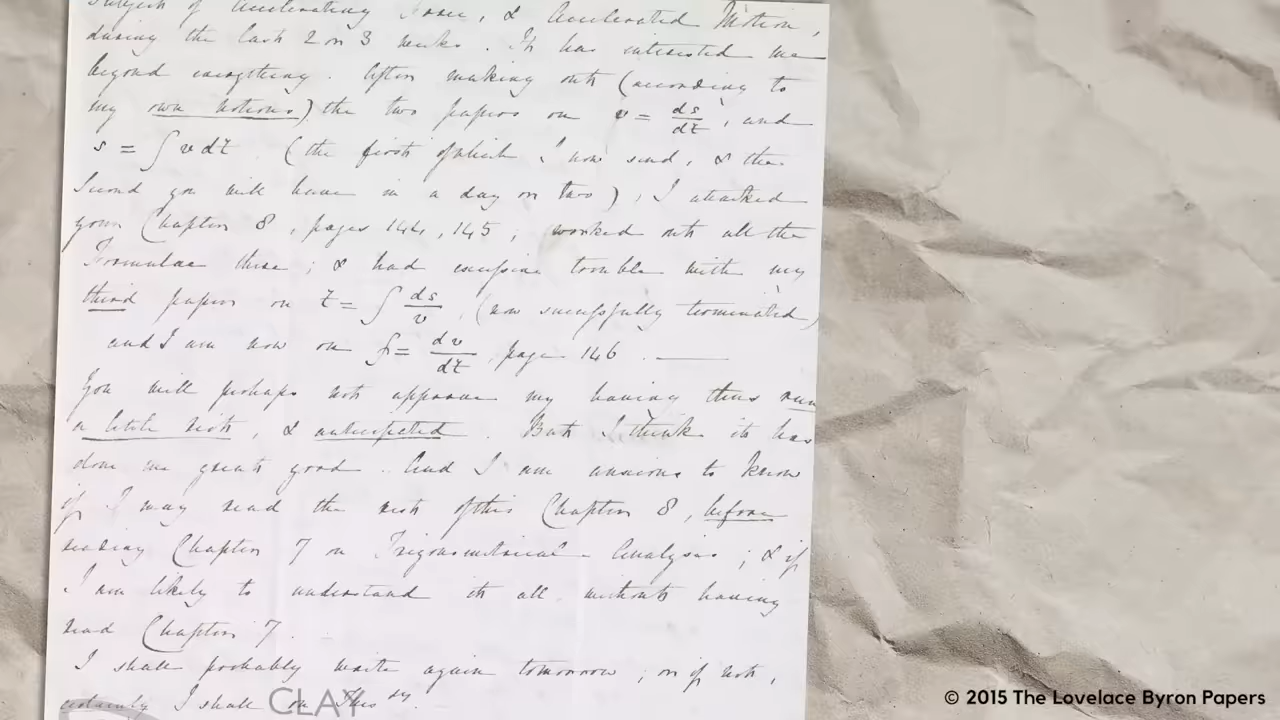 subject of Accelerating Force, & Accelerated Motion,
during the last 2 or 3 weeks. It has interested me
beyond everything. After making out (according to
my own notions) the two papers on v = ds/dt, and
s = ∫ v dt (the first of which I now send, & the
second you will have in a day or two), I attacked
your Chapter 8, pages 144, 145; worked out all the
Formulae there; & had excessive trouble with my
third paper on t = ∫ ds/v, (now successfully terminated)
and I am now on f = dv/dt page 146. ———
You will perhaps not approve my having thus run
a little riot, & anticipated. But I think it has
done me great good. And I am anxious to know
if I may read the rest of this Chapter 8, before
reading Chapter 7 on Trigonometrical Analysis; & if
I am likely to understand it all without having
read Chapter 7.
I shall probably write again tomorrow; or if not,
certainly I shall on
CLAY
© 2015 The Lovelace Byron Papers